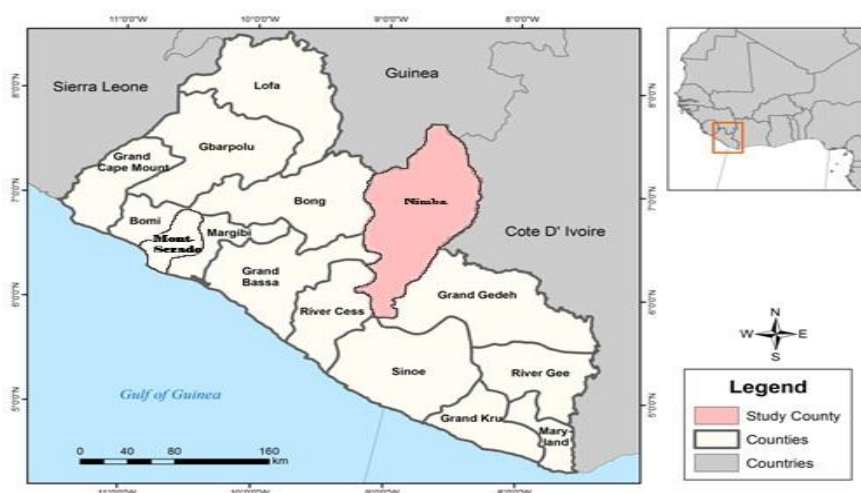 11°0'0"W
10°0'0"W
9°0'0"W
8°0'0"W
Sierra Leone
Guinea
Lofa
Gbarpolu
Grand
Cape Mount
Bong
Nimba
Bomi
Mont-
Serado
Margibi
Cote D' Ivoire
Grand
Bassa
River Cess
Grand Gedeh
Sinoe
River Gee
Grand Kru
Mary-
land
Gulf of Guinea
0 20 40 80 120 160
km
8°0'0"N
7°0'0"N
6°0'0"N
5°0'0"N
8°0'0"N
7°0'0"N
6°0'0"N
5°0'0"N
N
W E
S
Legend
Study County
Counties
Countries